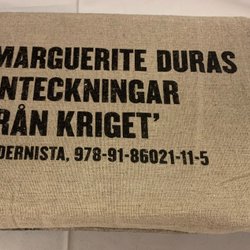 MARGUERITE DURAS
NTECKNINGAR
RÅN KRIGET’
DERNISTA, 978-91-86021-11-5